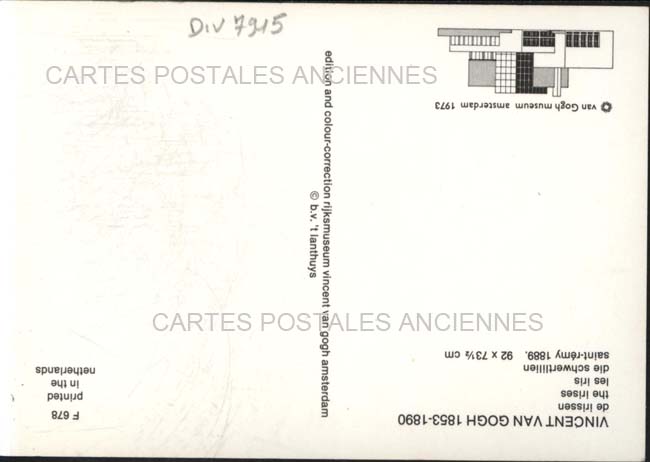 Div 7915
CARTES POSTALES ANCIENNES
van Gogh museum amsterdam 1973
edition and colour-correction rijksmuseum vincent van gogh amsterdam
© b.v. 't lanthuys
CARTES POSTALES ANCIENNES
VINCENT VAN GOGH 1853-1890
de irissen
the irises
les iris
die schwertlilien
saint-rémy 1889. 92 x 73½ cm
F 678
printed
in the
netherlands